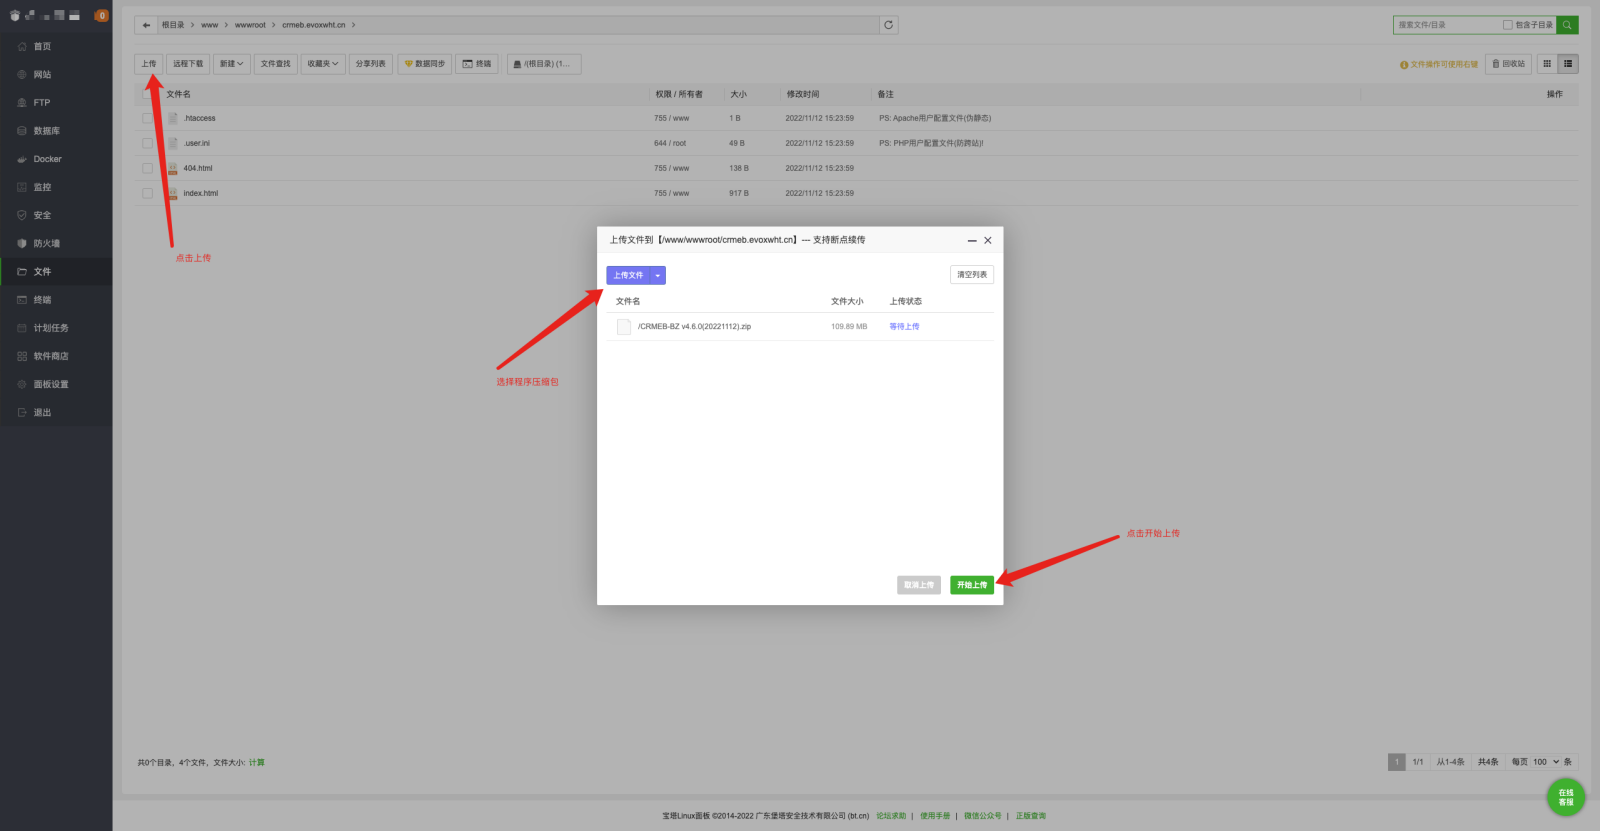 0
首页
网站
FTP
数据库
Docker
监控
安全
防火墙
文件
终端
计划任务
软件商店
面板设置
退出
根目录 > www > wwwroot > crmeb.evoxwht.cn >
搜索文件/目录 包含子目录
上传 远程下载 新建 文件查找 收藏夹 分享列表 数据同步 终端 /(根目录) (1...
文件操作可使用右键 回收站
文件名 权限 / 所有者 大小 修改时间 备注 操作
.htaccess 755 / www 1 B 2022/11/12 15:23:59 PS: Apache用户配置文件(伪静态)
.user.ini 644 / root 49 B 2022/11/12 15:23:59 PS: PHP用户配置文件(防跨站)!
404.html 755 / www 138 B 2022/11/12 15:23:59
index.html 755 / www 917 B 2022/11/12 15:23:59
点击上传
上传文件到【/www/wwwroot/crmeb.evoxwht.cn】--- 支持断点续传
上传文件 清空列表
文件名 文件大小 上传状态
/CRMEB-BZ v4.6.0(20221112).zip 109.89 MB 等待上传
选择程序压缩包
点击开始上传
取消上传 开始上传
共0个目录，4个文件，文件大小: 计算
1 1/1 从1-4条 共4条 每页 100 条
在线
客服
宝塔Linux面板 ©2014-2022 广东堡塔安全技术有限公司 (bt.cn) 论坛求助 | 使用手册 | 微信公众号 | 正版查询